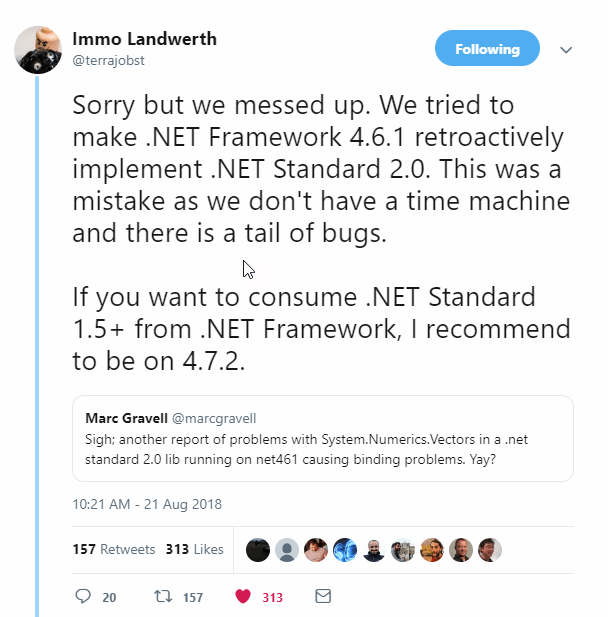 Immo Landwerth
@terrajobst
Following
Sorry but we messed up. We tried to
make .NET Framework 4.6.1 retroactively
implement .NET Standard 2.0. This was a
mistake as we don't have a time machine
and there is a tail of bugs.
If you want to consume .NET Standard
1.5+ from .NET Framework, I recommend
to be on 4.7.2.
Marc Gravell @marcgravell
Sigh; another report of problems with System.Numerics.Vectors in a .net
standard 2.0 lib running on net461 causing binding problems. Yay?
10:21 AM - 21 Aug 2018
157 Retweets 313 Likes
20 157 313